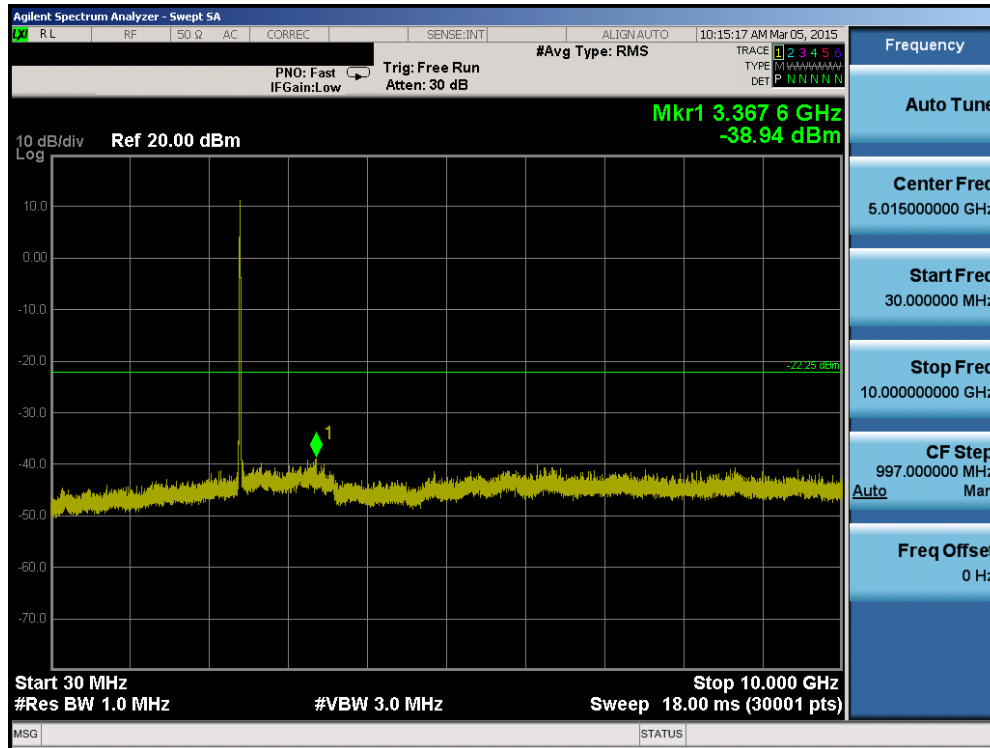 Agilent Spectrum Analyzer - Swept SA
LXI RL RF 50 Ω AC CORREC SENSE:INT ALIGN AUTO 10:15:17 AM Mar 05, 2015
#Avg Type: RMS TRACE 1 2 3 4 5 6
PNO: Fast Trig: Free Run TYPE M WWWWW
IFGain:Low Atten: 30 dB DET P N N N N N
Mkr1 3.367 6 GHz
-38.94 dBm
10 dB/div Ref 20.00 dBm
Log
10.0
0.00
-10.0
-20.0
-22.25 dBm
-30.0
1
-40.0
-50.0
-60.0
-70.0
Start 30 MHz Stop 10.000 GHz
#Res BW 1.0 MHz #VBW 3.0 MHz Sweep 18.00 ms (30001 pts)
MSG STATUS
Frequency
Auto Tune
Center Freq
5.015000000 GHz
Start Freq
30.000000 MHz
Stop Freq
10.000000000 GHz
CF Step
997.000000 MHz
Auto Man
Freq Offset
0 Hz